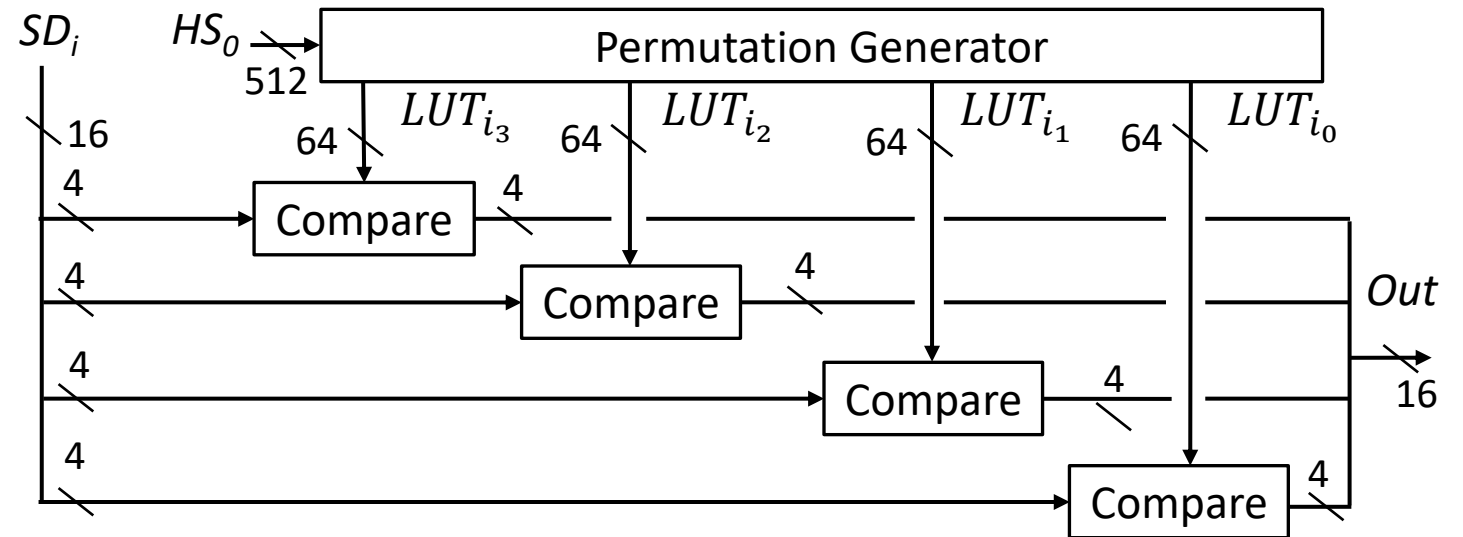 SDᵢ HS₀ Permutation Generator
512
16 64 LUTᵢ₃ 64 LUTᵢ₂ 64 LUTᵢ₁ 64 LUTᵢ₀
4 Compare 4
4 Compare 4 Out
4 Compare 4 16
4 Compare 4